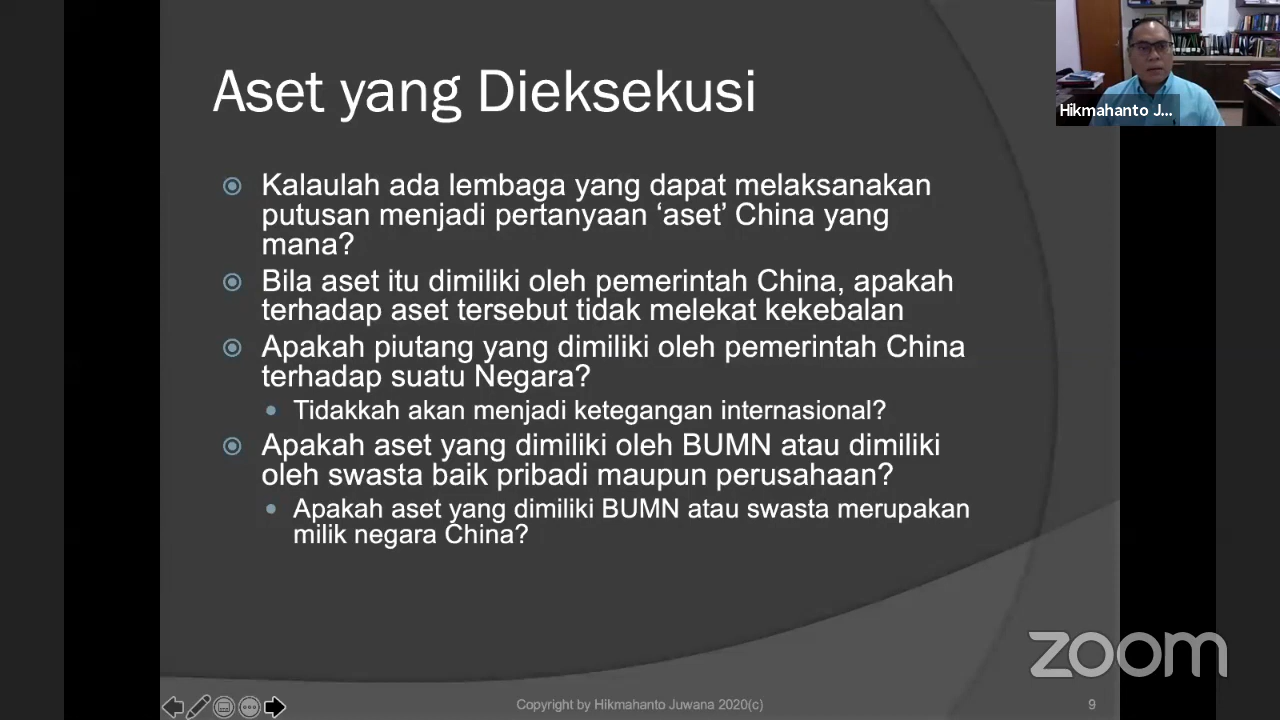 Aset yang Dieksekusi
Kalaulah ada lembaga yang dapat melaksanakan
putusan menjadi pertanyaan ‘aset’ China yang
mana?
Bila aset itu dimiliki oleh pemerintah China, apakah
terhadap aset tersebut tidak melekat kekebalan
Apakah piutang yang dimiliki oleh pemerintah China
terhadap suatu Negara?
Tidakkah akan menjadi ketegangan internasional?
Apakah aset yang dimiliki oleh BUMN atau dimiliki
oleh swasta baik pribadi maupun perusahaan?
Apakah aset yang dimiliki BUMN atau swasta merupakan
milik negara China?
Copyright by Hikmahanto Juwana 2020(c)
9
Hikmahanto J...
zoom